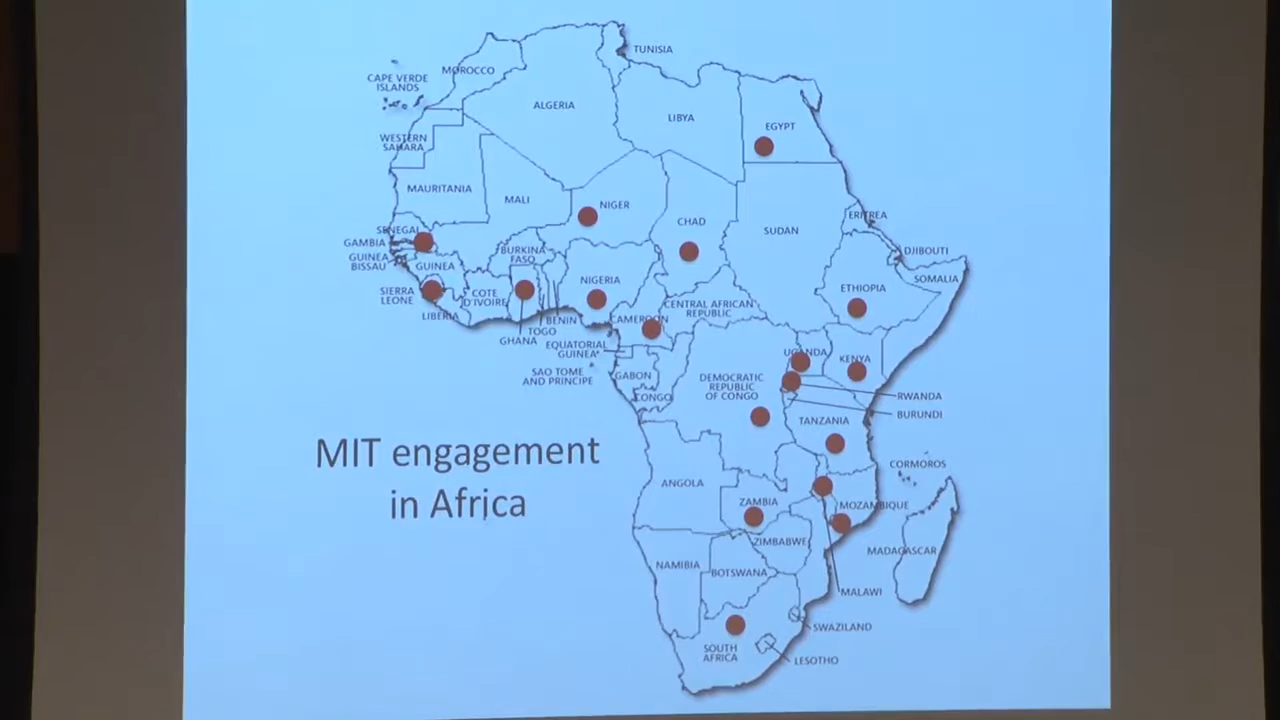 TUNISIA
MOROCCO
CAPE VERDE
ISLANDS
ALGERIA
LIBYA
EGYPT
WESTERN
SAHARA
MAURITANIA
MALI
NIGER
CHAD
SUDAN
ERITREA
SENEGAL
GAMBIA
GUINEA
BISSAU
GUINEA
BURKINA
FASO
DJIBOUTI
SOMALIA
NIGERIA
ETHIOPIA
SIERRA
LEONE
COTE
D'IVOIRE
LIBERIA
GHANA
TOGO
BENIN
CAMEROON
CENTRAL AFRICAN
REPUBLIC
EQUATORIAL
GUINEA
SAO TOME
AND PRINCIPE
GABON
CONGO
DEMOCRATIC
REPUBLIC
OF CONGO
UGANDA
KENYA
RWANDA
BURUNDI
TANZANIA
MIT engagement
in Africa
CORMOROS
ANGOLA
ZAMBIA
MOZAMBIQUE
ZIMBABWE
MADAGASCAR
NAMIBIA
BOTSWANA
MALAWI
SWAZILAND
SOUTH
AFRICA
LESOTHO